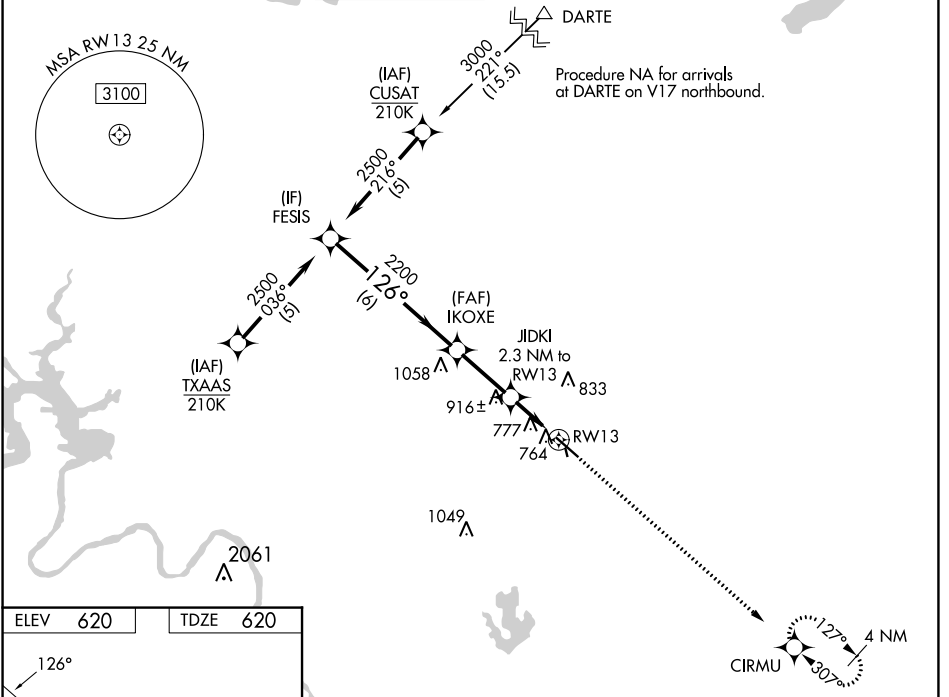 MSA RW13 25 NM
3100
DARTE
3000
221°
(15.5)
Procedure NA for arrivals
at DARTE on V17 northbound.
(IAF)
CUSAT
210K
2500
216°
(5)
(IF)
FESIS
2500
036°
(5)
(IAF)
TXAAS
210K
2200
126°
(6)
(FAF)
IKOXE
1058
JIDKI
2.3 NM to
RW13
833
916±
777
764
RW13
1049
2061
ELEV 620
TDZE 620
126°
127°
4 NM
307°
CIRMU